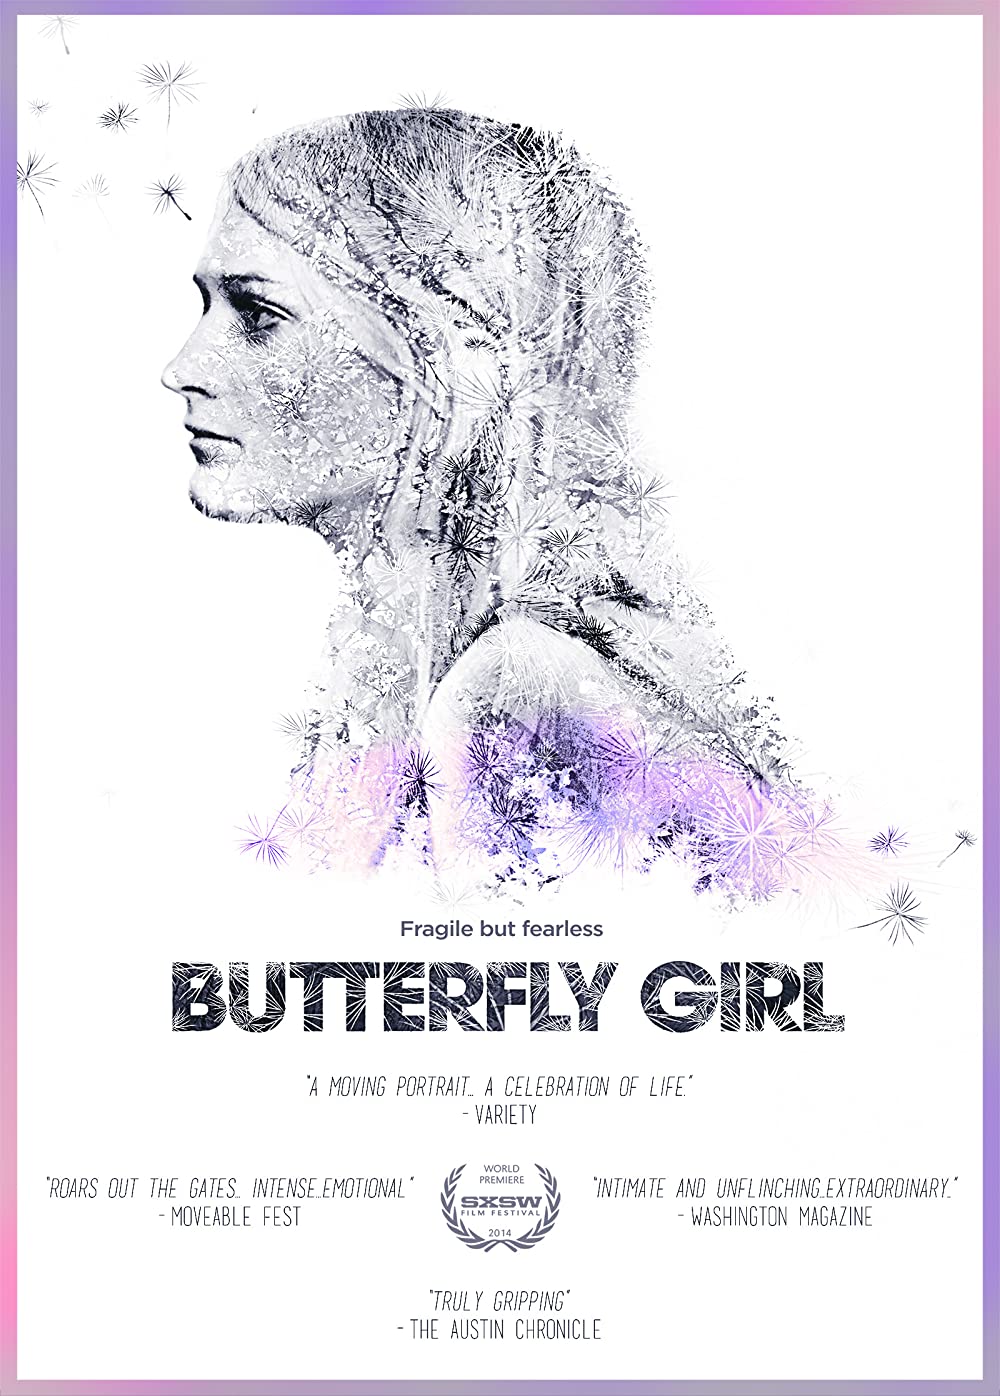 Fragile but fearless
BUTTERFLY GIRL
"A MOVING PORTRAIT... A CELEBRATION OF LIFE."
- VARIETY
"ROARS OUT THE GATES... INTENSE...EMOTIONAL"
- MOVEABLE FEST
WORLD
PREMIERE
SXSW
FILM FESTIVAL
2014
"INTIMATE AND UNFLINCHING...EXTRAORDINARY..."
- WASHINGTON MAGAZINE
"TRULY GRIPPING"
- THE AUSTIN CHRONICLE